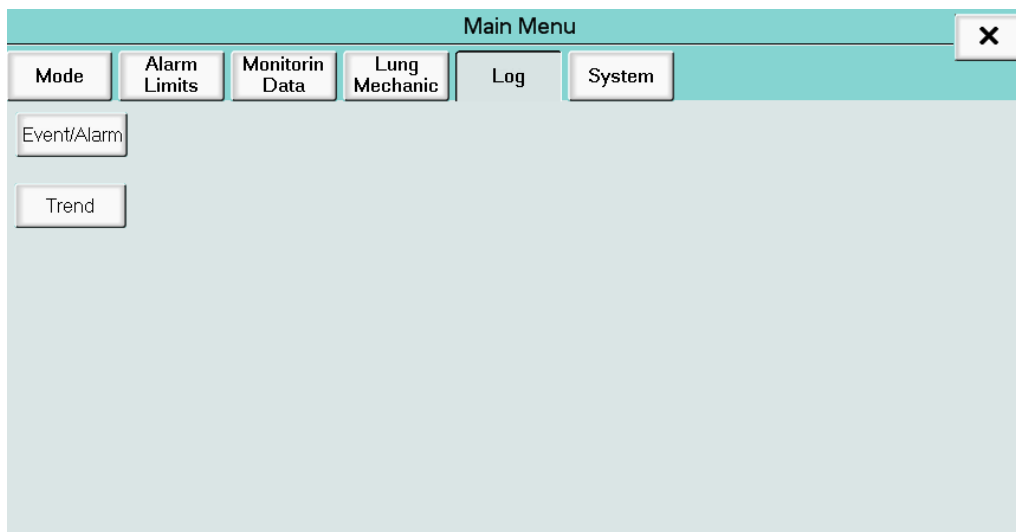 Main Menu
×
Mode
Alarm
Limits
Monitorin
Data
Lung
Mechanic
Log
System
Event/Alarm
Trend